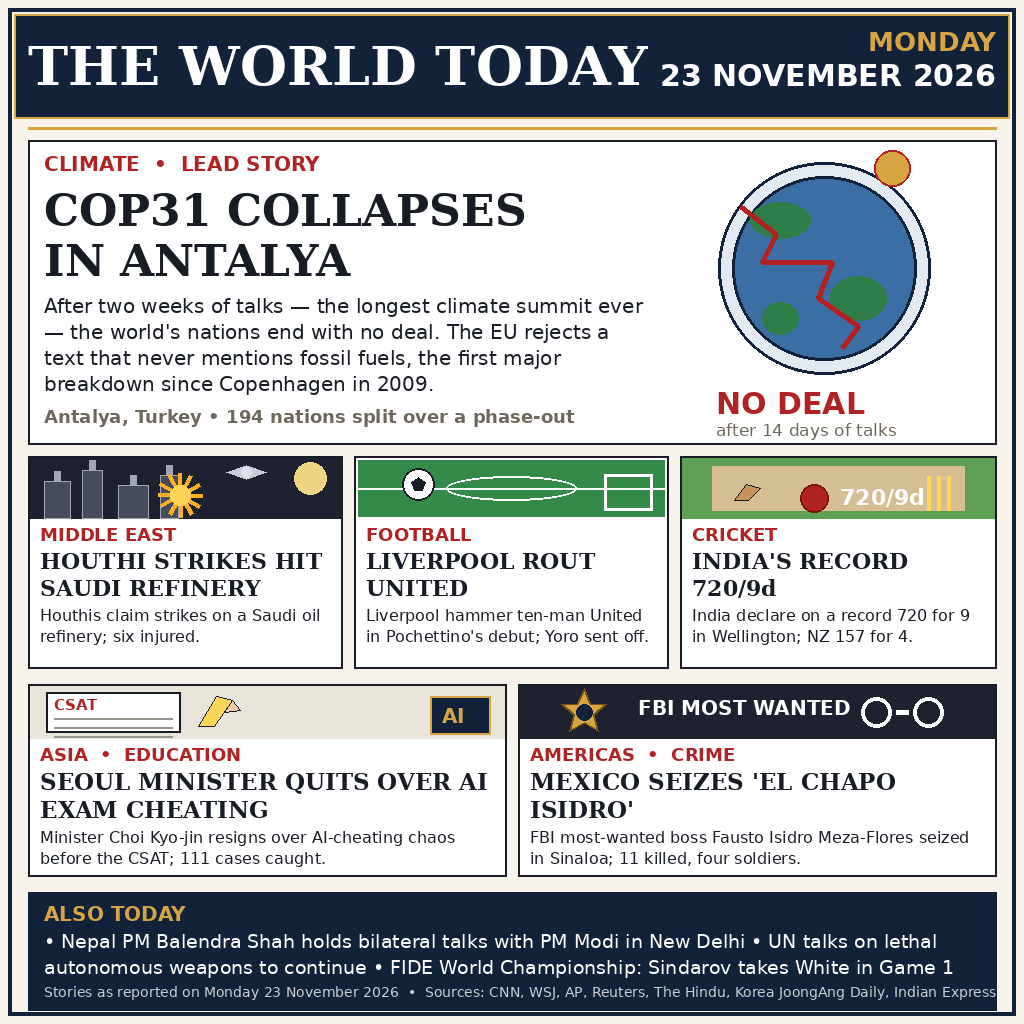 THE WORLD TODAY
MONDAY
23 NOVEMBER 2026
CLIMATE • LEAD STORY
COP31 COLLAPSES
IN ANTALYA
After two weeks of talks — the longest climate summit ever
— the world's nations end with no deal. The EU rejects a
text that never mentions fossil fuels, the first major
breakdown since Copenhagen in 2009.
Antalya, Turkey • 194 nations split over a phase-out
NO DEAL
after 14 days of talks
MIDDLE EAST
HOUTHI STRIKES HIT
SAUDI REFINERY
Houthis claim strikes on a Saudi oil
refinery; six injured.
FOOTBALL
LIVERPOOL ROUT
UNITED
Liverpool hammer ten-man United
in Pochettino's debut; Yoro sent off.
720/9d
CRICKET
INDIA'S RECORD
720/9d
India declare on a record 720 for 9
in Wellington; NZ 157 for 4.
CSAT
AI
ASIA • EDUCATION
SEOUL MINISTER QUITS OVER AI
EXAM CHEATING
Minister Choi Kyo-jin resigns over AI-cheating chaos
before the CSAT; 111 cases caught.
FBI MOST WANTED
AMERICAS • CRIME
MEXICO SEIZES 'EL CHAPO
ISIDRO'
FBI most-wanted boss Fausto Isidro Meza-Flores seized
in Sinaloa; 11 killed, four soldiers.
ALSO TODAY
• Nepal PM Balendra Shah holds bilateral talks with PM Modi in New Delhi • UN talks on lethal
autonomous weapons to continue • FIDE World Championship: Sindarov takes White in Game 1
Stories as reported on Monday 23 November 2026 • Sources: CNN, WSJ, AP, Reuters, The Hindu, Korea JoongAng Daily, Indian Express